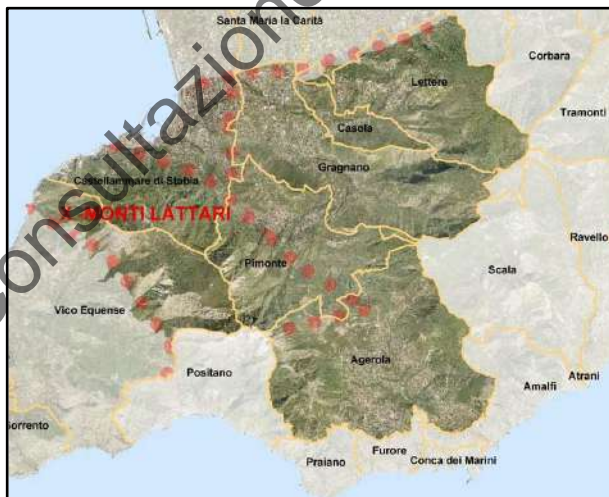 Santa Maria la Carità
Corbara
Lettere
Tramonti
Casola
Gragnano
Castellammare di Stabia
MONTI LATTARI
Ravello
Scala
Pimonte
Vico Equense
Agerola
Positano
Amalfi
Atrani
Sorrento
Furore
Praiano
Conca dei Marini
Consultazione